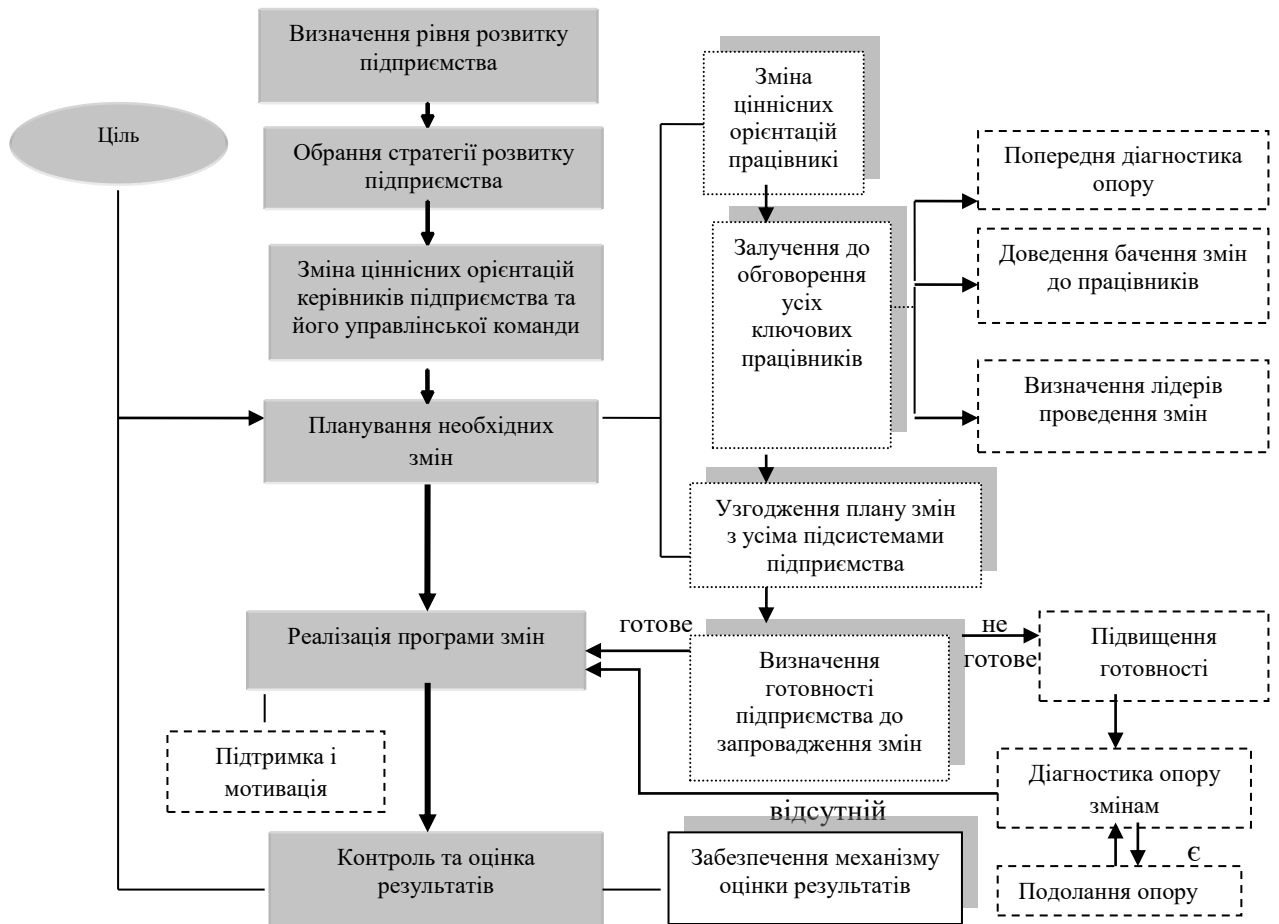 Визначення рівня розвитку
підприємства
Ціль
Обрання стратегії розвитку
підприємства
Зміна ціннісних орієнтацій
керівників підприємства та
його управлінської команди
Планування необхідних
змін
Зміна
ціннісних
орієнтацій
працівникі
Залучення до
обговорення
усіх
ключових
працівників
Попередня діагностика
опору
Доведення бачення змін
до працівників
Визначення лідерів
проведення змін
Узгодження плану змін
з усіма підсистемами
підприємства
Реалізація програми змін
готове
Визначення
готовності
підприємства до
запровадження змін
не
готове
Підвищення
готовності
Підтримка і
мотивація
Діагностика опору
змінам
відсутній
є
Подолання опору
Контроль та оцінка
результатів
Забезпечення механізму
оцінки результатів